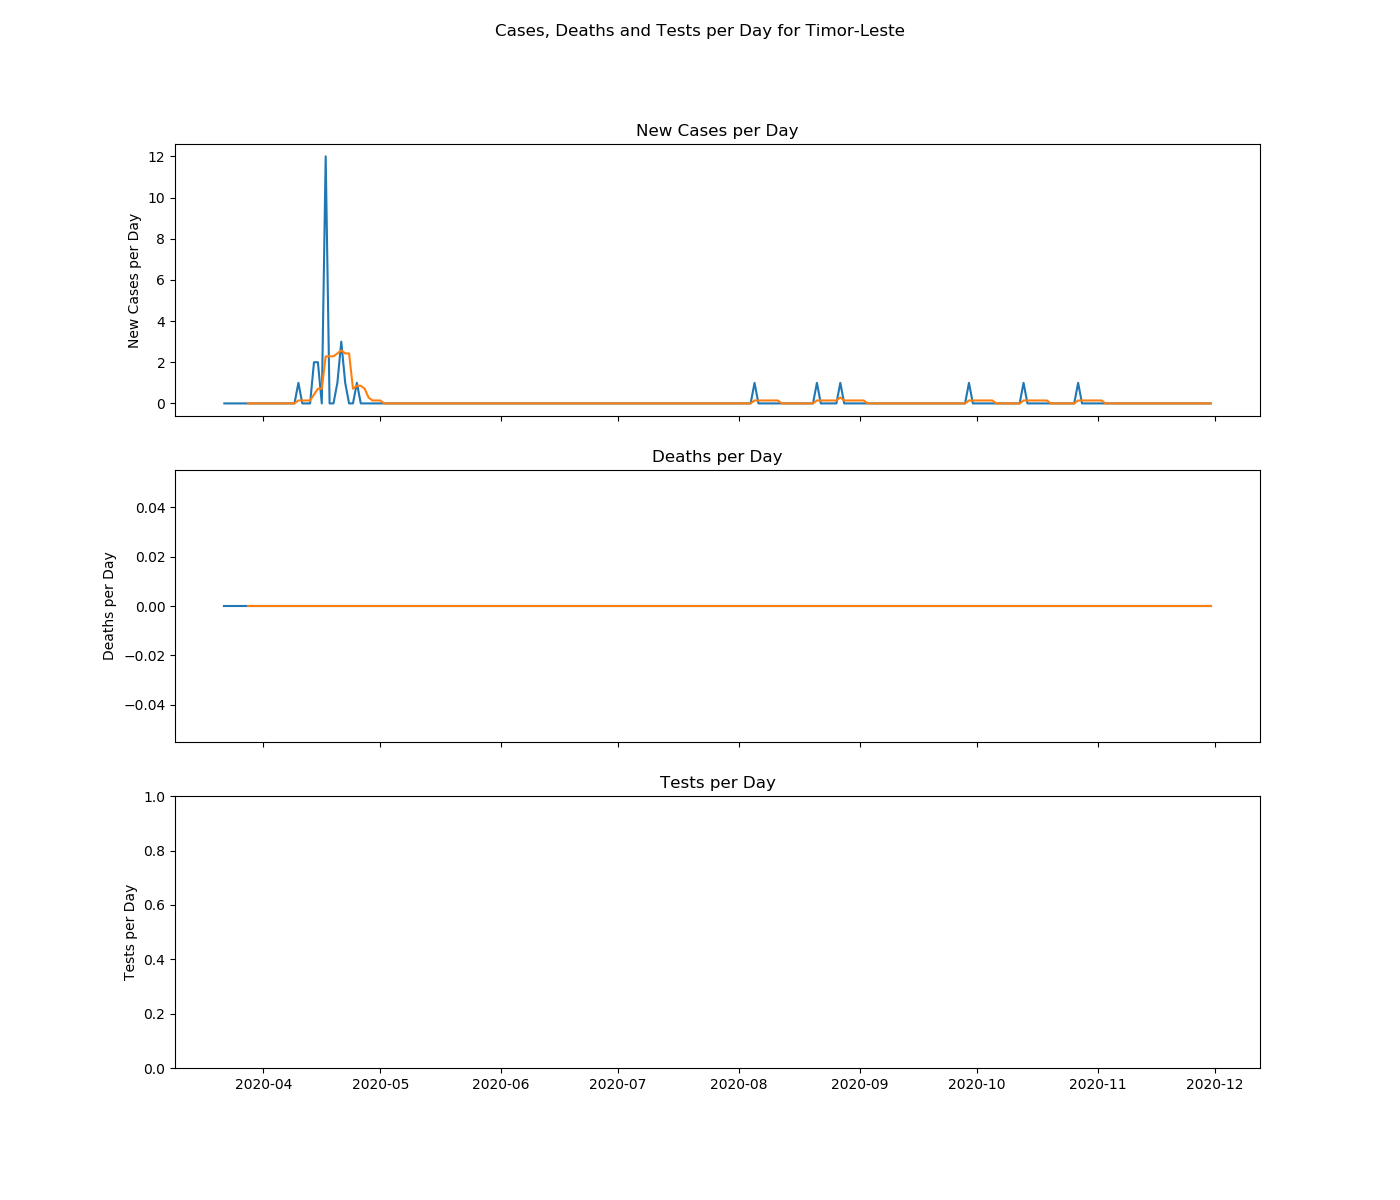 Cases, Deaths and Tests per Day for Timor-Leste
New Cases per Day
12
10
8
6
4
2
0
New Cases per Day
Deaths per Day
0.04
0.02
0.00
−0.02
−0.04
Deaths per Day
Tests per Day
1.0
0.8
0.6
0.4
0.2
0.0
Tests per Day
2020-04 2020-05 2020-06 2020-07 2020-08 2020-09 2020-10 2020-11 2020-12